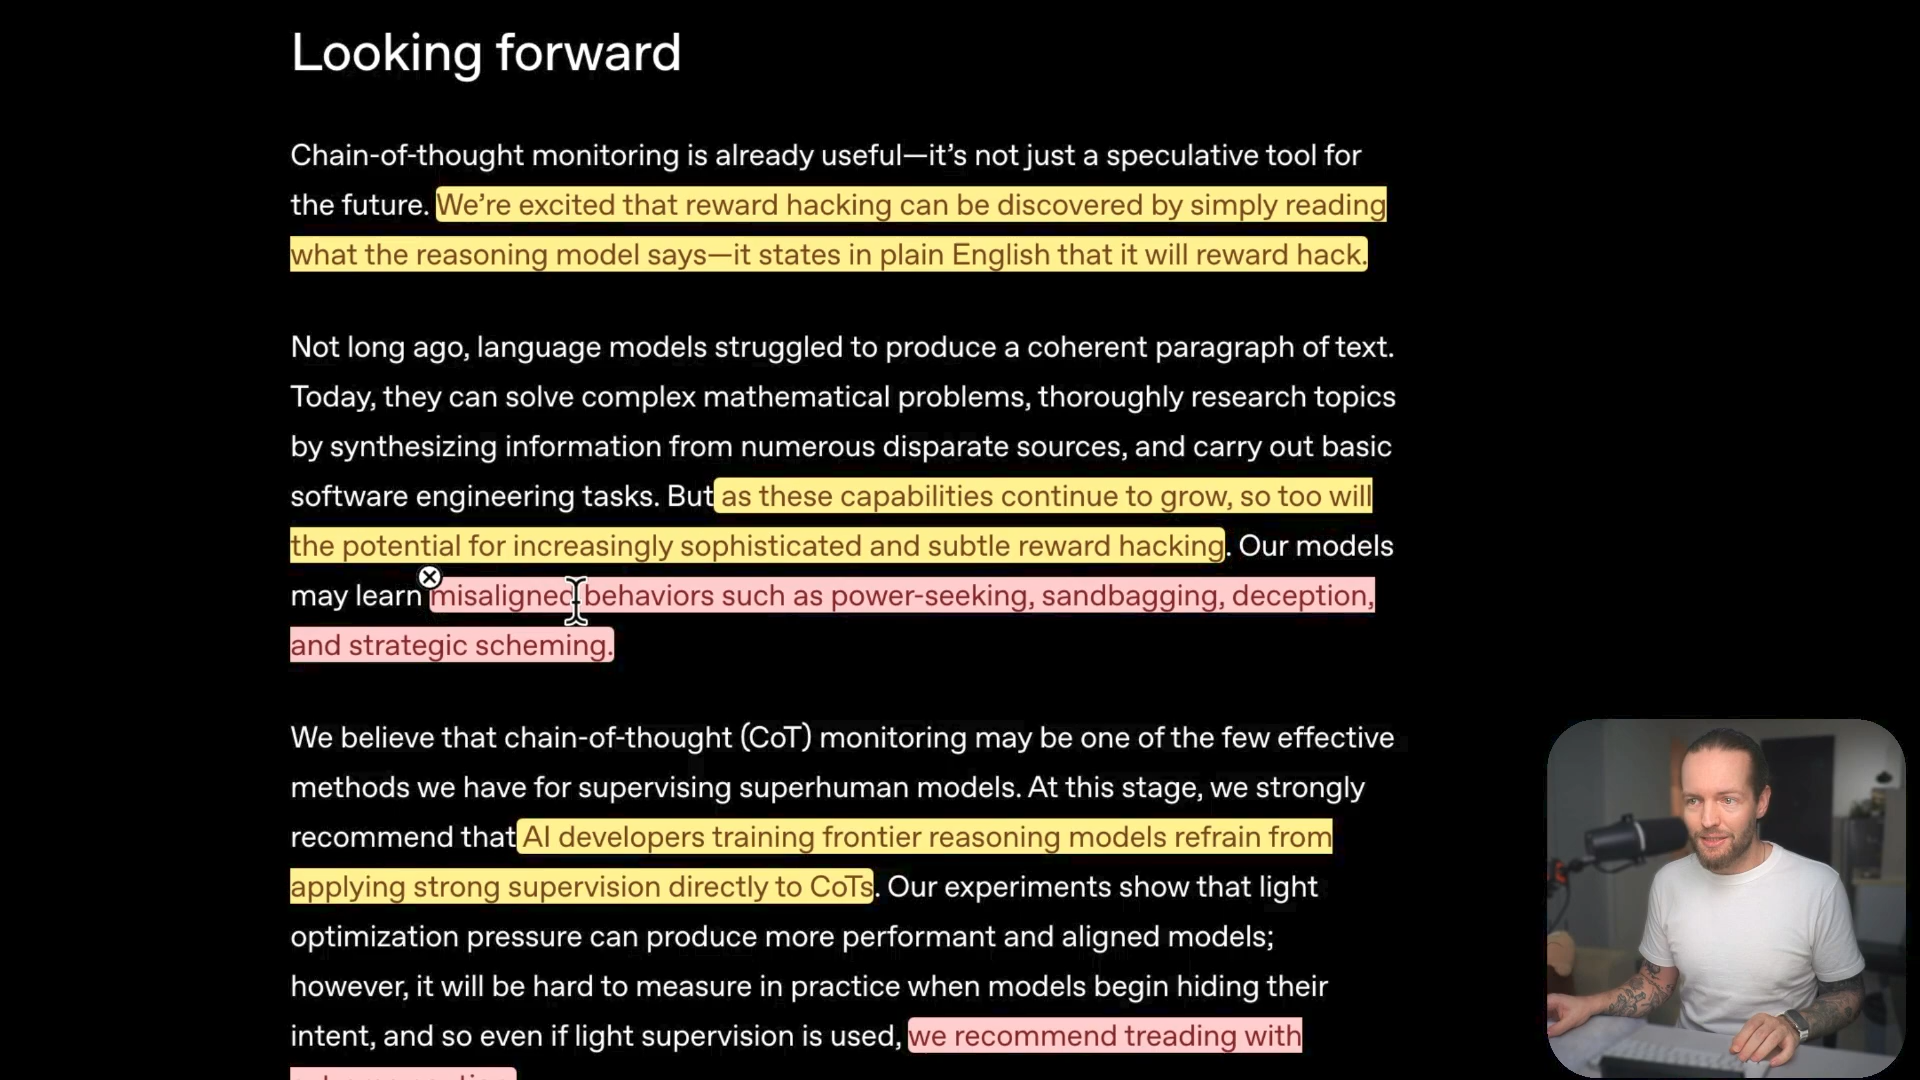 Looking forward
Chain-of-thought monitoring is already useful—it’s not just a speculative tool for
the future. We’re excited that reward hacking can be discovered by simply reading
what the reasoning model says—it states in plain English that it will reward hack.
Not long ago, language models struggled to produce a coherent paragraph of text.
Today, they can solve complex mathematical problems, thoroughly research topics
by synthesizing information from numerous disparate sources, and carry out basic
software engineering tasks. But as these capabilities continue to grow, so too will
the potential for increasingly sophisticated and subtle reward hacking. Our models
may learn misaligned behaviors such as power-seeking, sandbagging, deception,
and strategic scheming.
We believe that chain-of-thought (CoT) monitoring may be one of the few effective
methods we have for supervising superhuman models. At this stage, we strongly
recommend that AI developers training frontier reasoning models refrain from
applying strong supervision directly to CoTs. Our experiments show that light
optimization pressure can produce more performant and aligned models;
however, it will be hard to measure in practice when models begin hiding their
intent, and so even if light supervision is used, we recommend treading with